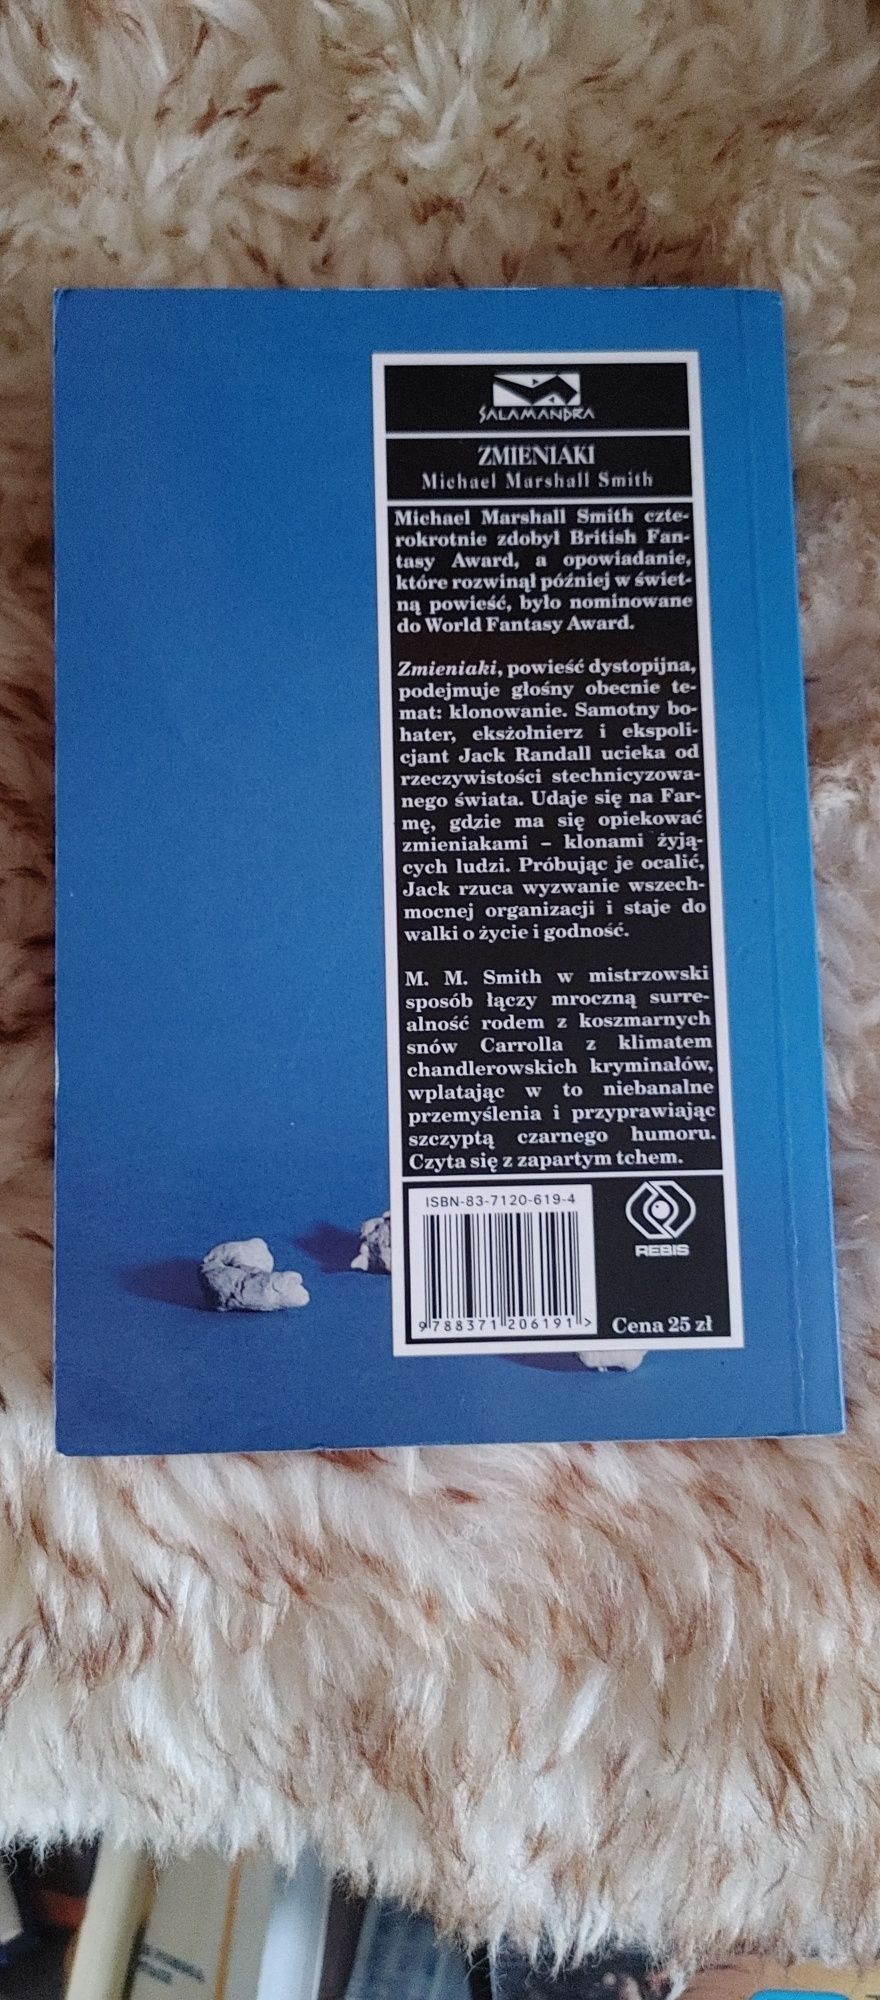 SALAMANDRA
ZMIENIAKI
Michael Marshall Smith
Michael Marshall Smith czte-
rokrotnie zdobył British Fan-
tasy Award, a opowiadanie,
które rozwinął później w świet-
ną powieść, było nominowane
do World Fantasy Award.
Zmieniaki, powieść dystopijna,
podejmuje głośny obecnie te-
mat: klonowanie. Samotny bo-
hater, eksżołnierz i ekspoli-
cjant Jack Randall ucieka od
rzeczywistości stechnicyzowa-
nego świata. Udaje się na Far-
mę, gdzie ma się opiekować
zmieniakami – klonami żyją-
cych ludzi. Próbując je ocalić,
Jack rzuca wyzwanie wszech-
mocnej organizacji i staje do
walki o życie i godność.
M. M. Smith w mistrzowski
sposób łączy mroczną surre-
alność rodem z koszmarnych
snów Carrolla z klimatem
chandlerowskich kryminałów,
wplatając w to niebanalne
przemyślenia i przyprawiając
szczyptą czarnego humoru.
Czyta się z zapartym tchem.
ISBN-83-7120-619-4
9788371206191>
REBIS
Cena 25 zł